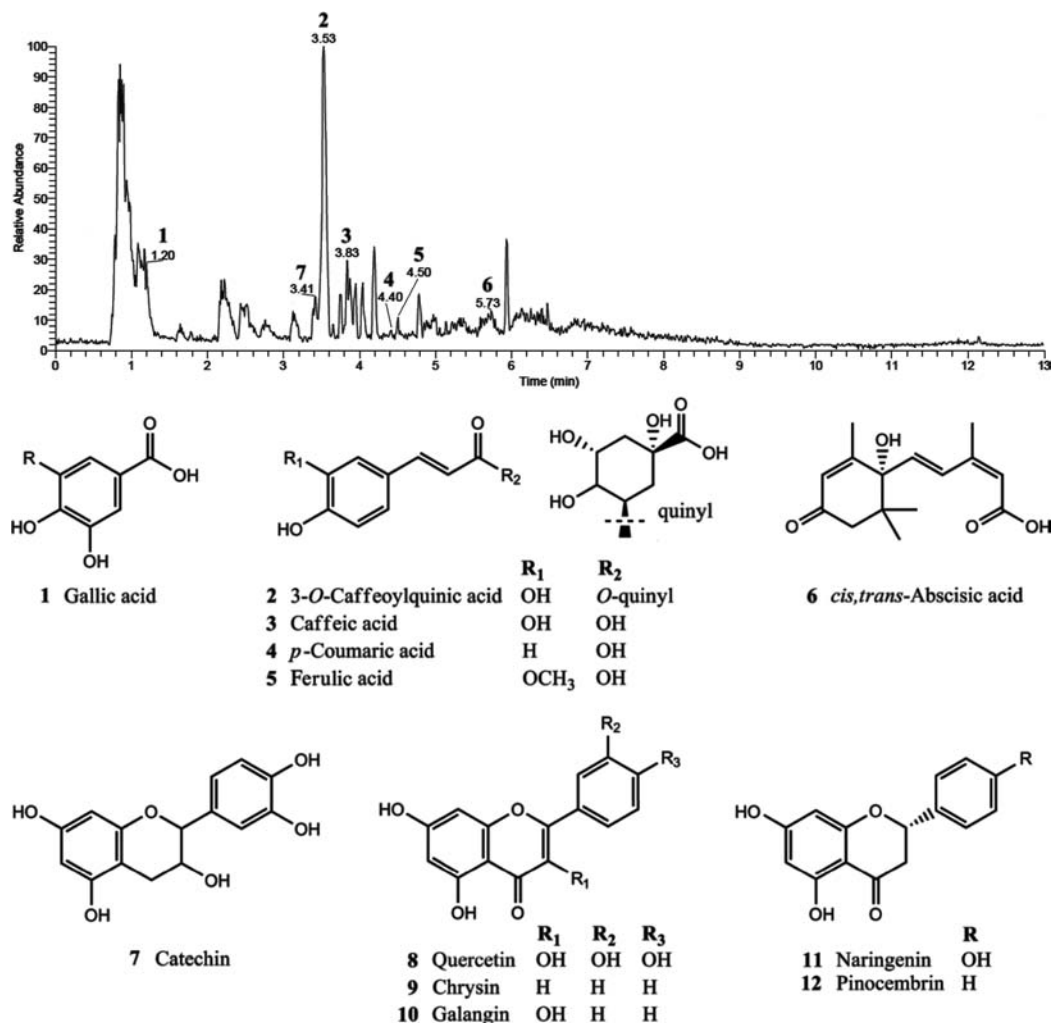 2
3.53
100
90
80
70
60
50
40
30
20
10
0
Relative Abundance
1
1.20
7
3.41
3
3.83
4
4.40
5
4.50
6
5.73
0 1 2 3 4 5 6 7 8 9 10 11 12 13
Time (min)
R
O
OH
HO
OH
1 Gallic acid
R1
O
R2
HO
OH
O
HO
OH
HO
quinyl
R1 R2
2 3-O-Caffeoylquinic acid OH O-quinyl
3 Caffeic acid OH OH
4 p-Coumaric acid H OH
5 Ferulic acid OCH3 OH
OH
O
HO
O
6 cis,trans-Abscisic acid
OH
HO
O
OH
OH
OH
7 Catechin
R2
R3
HO
O
R1
OH
O
R1 R2 R3
8 Quercetin OH OH OH
9 Chrysin H H H
10 Galangin OH H H
R
HO
O
OH
O
R
11 Naringenin OH
12 Pinocembrin H